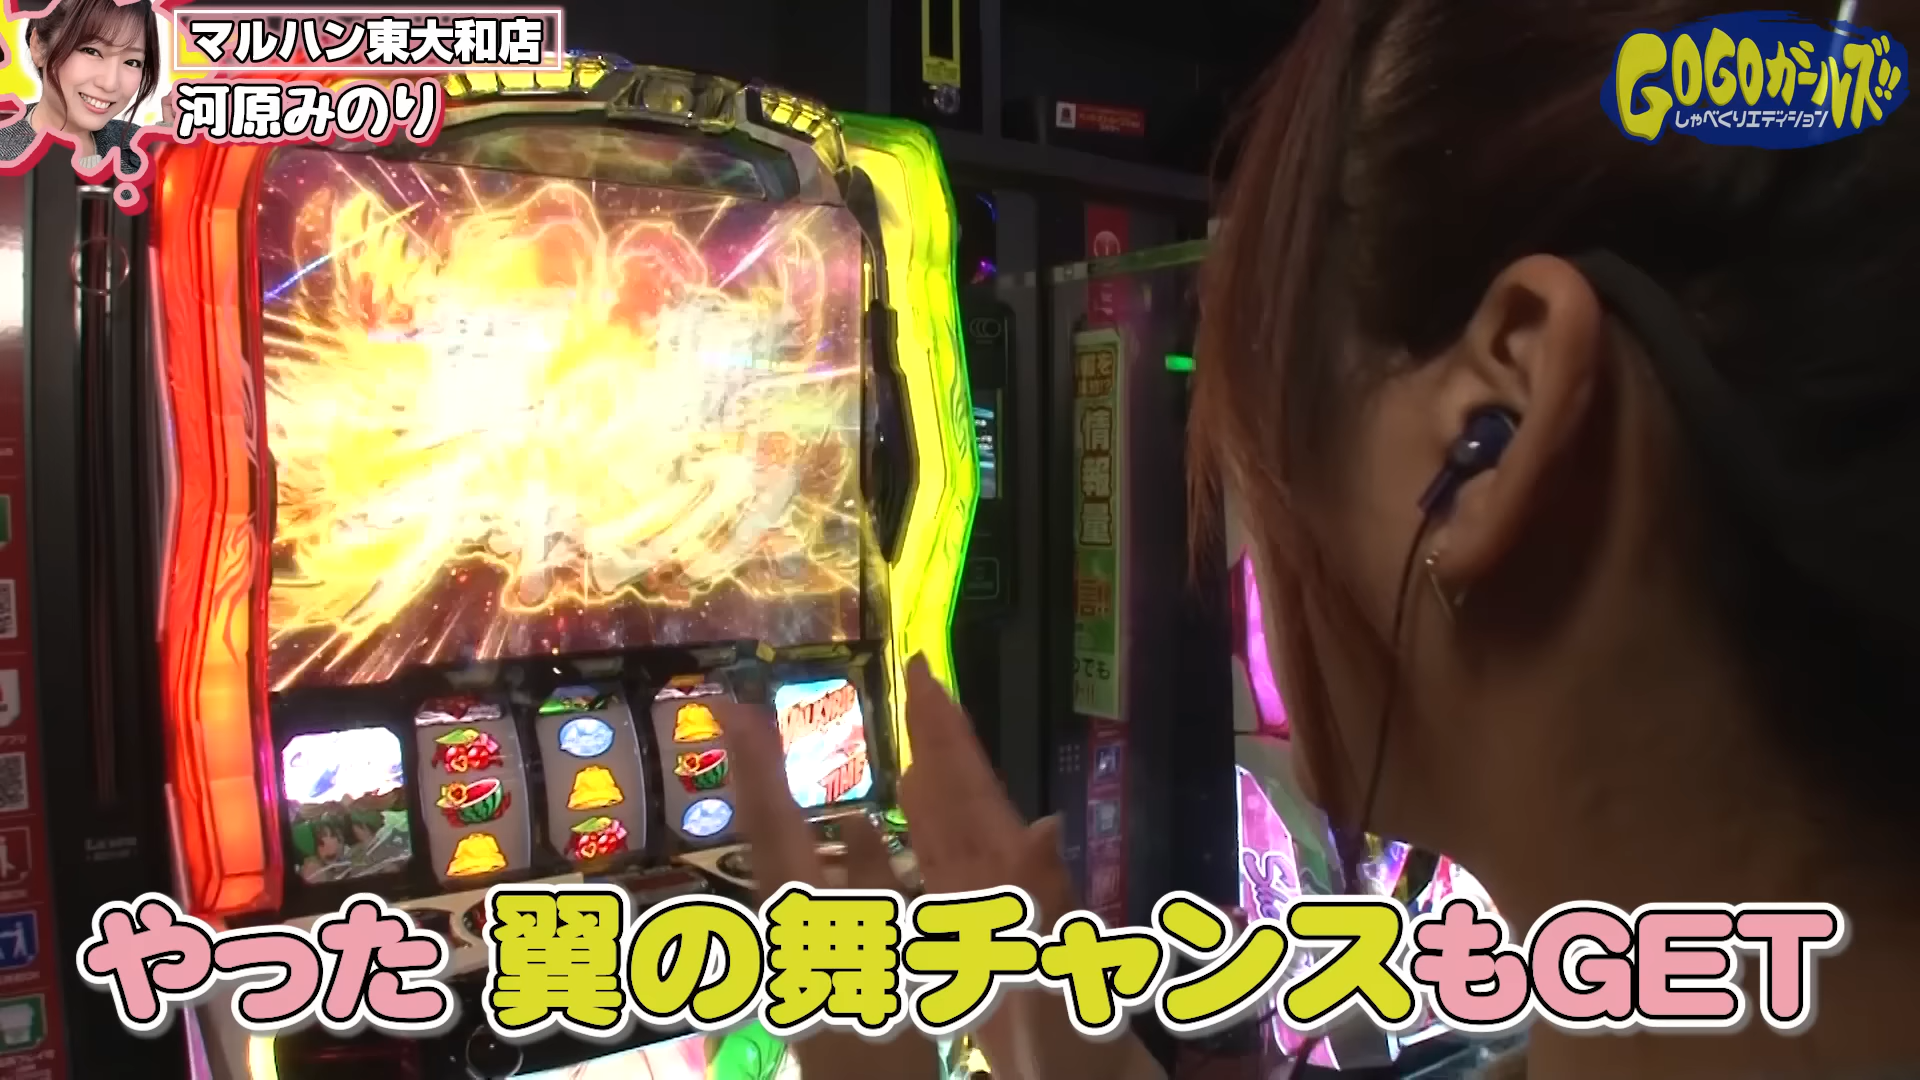 マルハン東大和店
河原みのり
GOGOガールズ!!
しゃべくりエディション
情報量
VALKYRIE
TIME
やった 翼の舞チャンスもGET